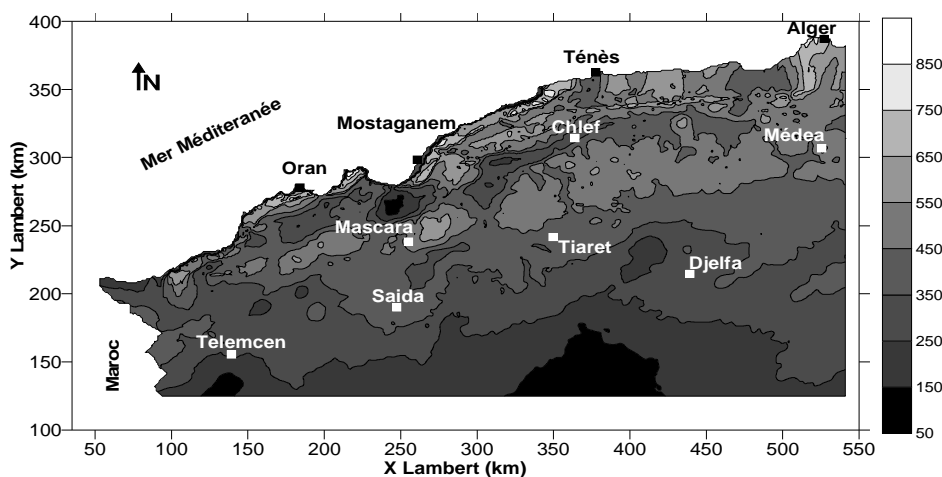 400
350
300
250
200
150
100
Y Lambert (km)
N
Mer Méditeranée
Alger
Ténès
Mostaganem
Chlef
Médea
Oran
Mascara
Tiaret
Djelfa
Saida
Telemcen
Maroc
50 100 150 200 250 300 350 400 450 500 550
X Lambert (km)
850
750
650
550
450
350
250
150
50